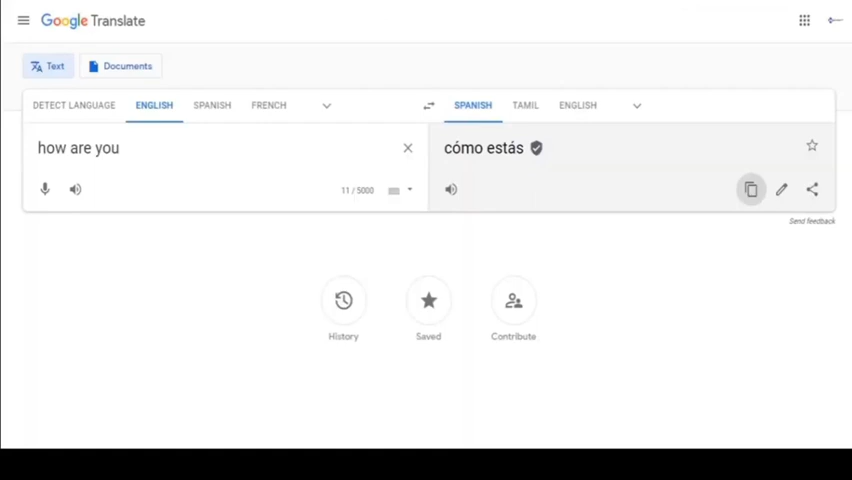 Google Translate
Text Documents
DETECT LANGUAGE ENGLISH SPANISH FRENCH SPANISH TAMIL ENGLISH
how are you
cómo estás
11 / 5000
Send feedback
History Saved Contribute